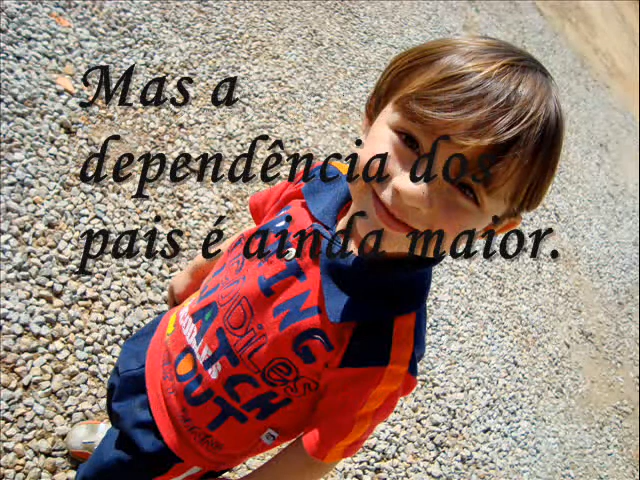 Mas a
dependência dos
pais é ainda maior.
WATCH
OUT